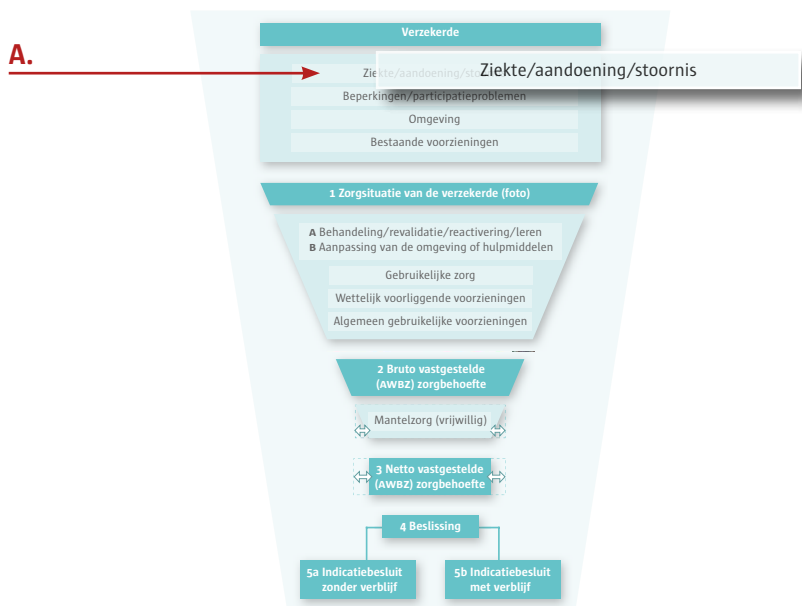 Verzekerde
A.
Ziekte/aandoening/stoornis
Ziekte/aandoening/stoornis
Beperkingen/participatieproblemen
Omgeving
Bestaande voorzieningen
1 Zorgsituatie van de verzekerde (foto)
A Behandeling/revalidatie/reactivering/leren
B Aanpassing van de omgeving of hulpmiddelen
Gebruikelijke zorg
Wettelijk voorliggende voorzieningen
Algemeen gebruikelijke voorzieningen
2 Bruto vastgestelde
(AWBZ) zorgbehoefte
Mantelzorg (vrijwillig)
3 Netto vastgestelde
(AWBZ) zorgbehoefte
4 Beslissing
5a Indicatiebesluit
zonder verblijf
5b Indicatiebesluit
met verblijf